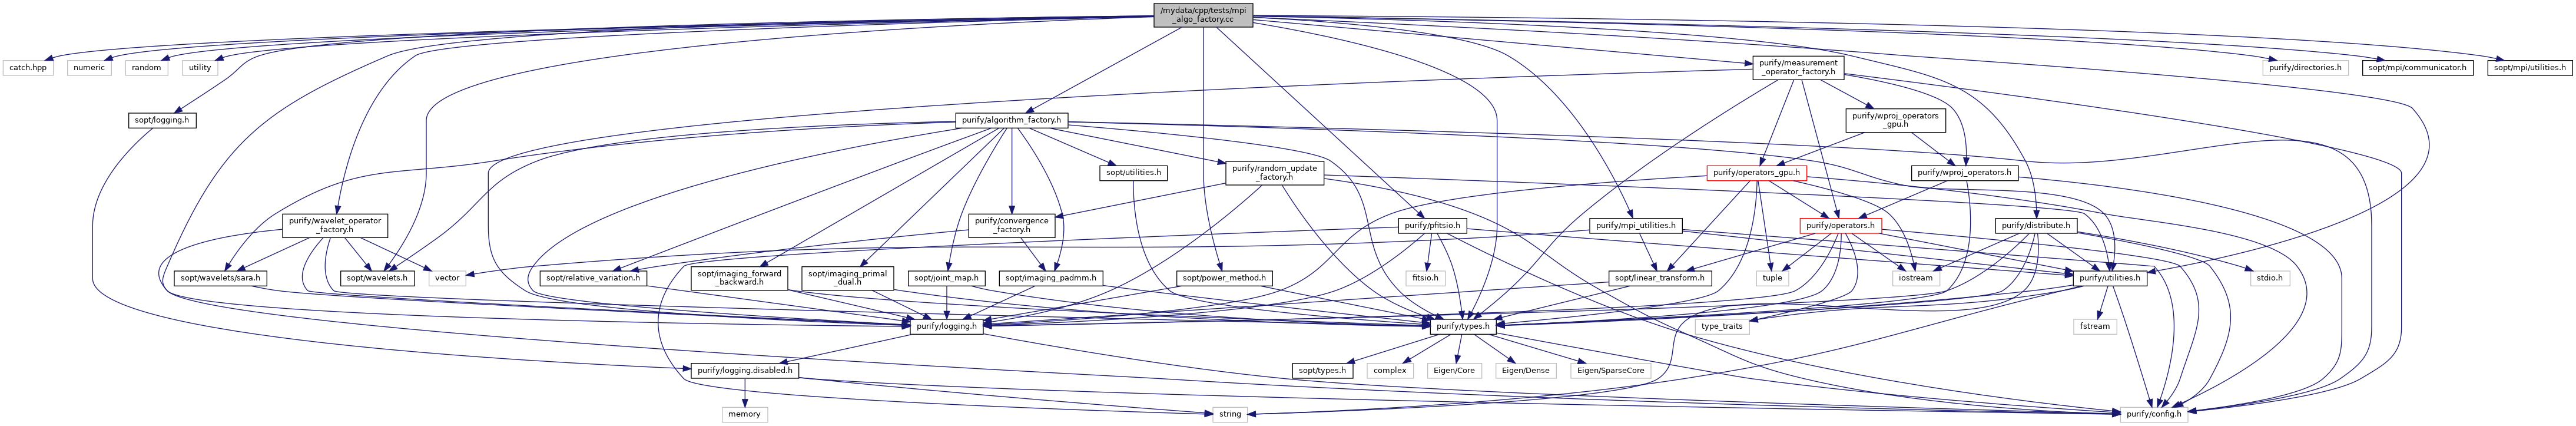 /mydata/cpp/tests/mpi
_algo_factory.cc
catch.hpp
numeric
random
utility
purify/measurement
_operator_factory.h
purify/directories.h
sopt/mpi/communicator.h
sopt/mpi/utilities.h
sopt/logging.h
purify/algorithm_factory.h
purify/wproj_operators
_gpu.h
sopt/utilities.h
purify/random_update
_factory.h
purify/operators_gpu.h
purify/wproj_operators.h
purify/wavelet_operator
_factory.h
purify/convergence
_factory.h
purify/pfitsio.h
purify/mpi_utilities.h
purify/operators.h
purify/distribute.h
sopt/wavelets/sara.h
sopt/wavelets.h
vector
sopt/relative_variation.h
sopt/imaging_forward
_backward.h
sopt/imaging_primal
_dual.h
sopt/joint_map.h
sopt/imaging_padmm.h
sopt/power_method.h
fitsio.h
sopt/linear_transform.h
tuple
iostream
purify/utilities.h
stdio.h
purify/logging.h
purify/types.h
type_traits
fstream
purify/logging.disabled.h
sopt/types.h
complex
Eigen/Core
Eigen/Dense
Eigen/SparseCore
memory
string
purify/config.h